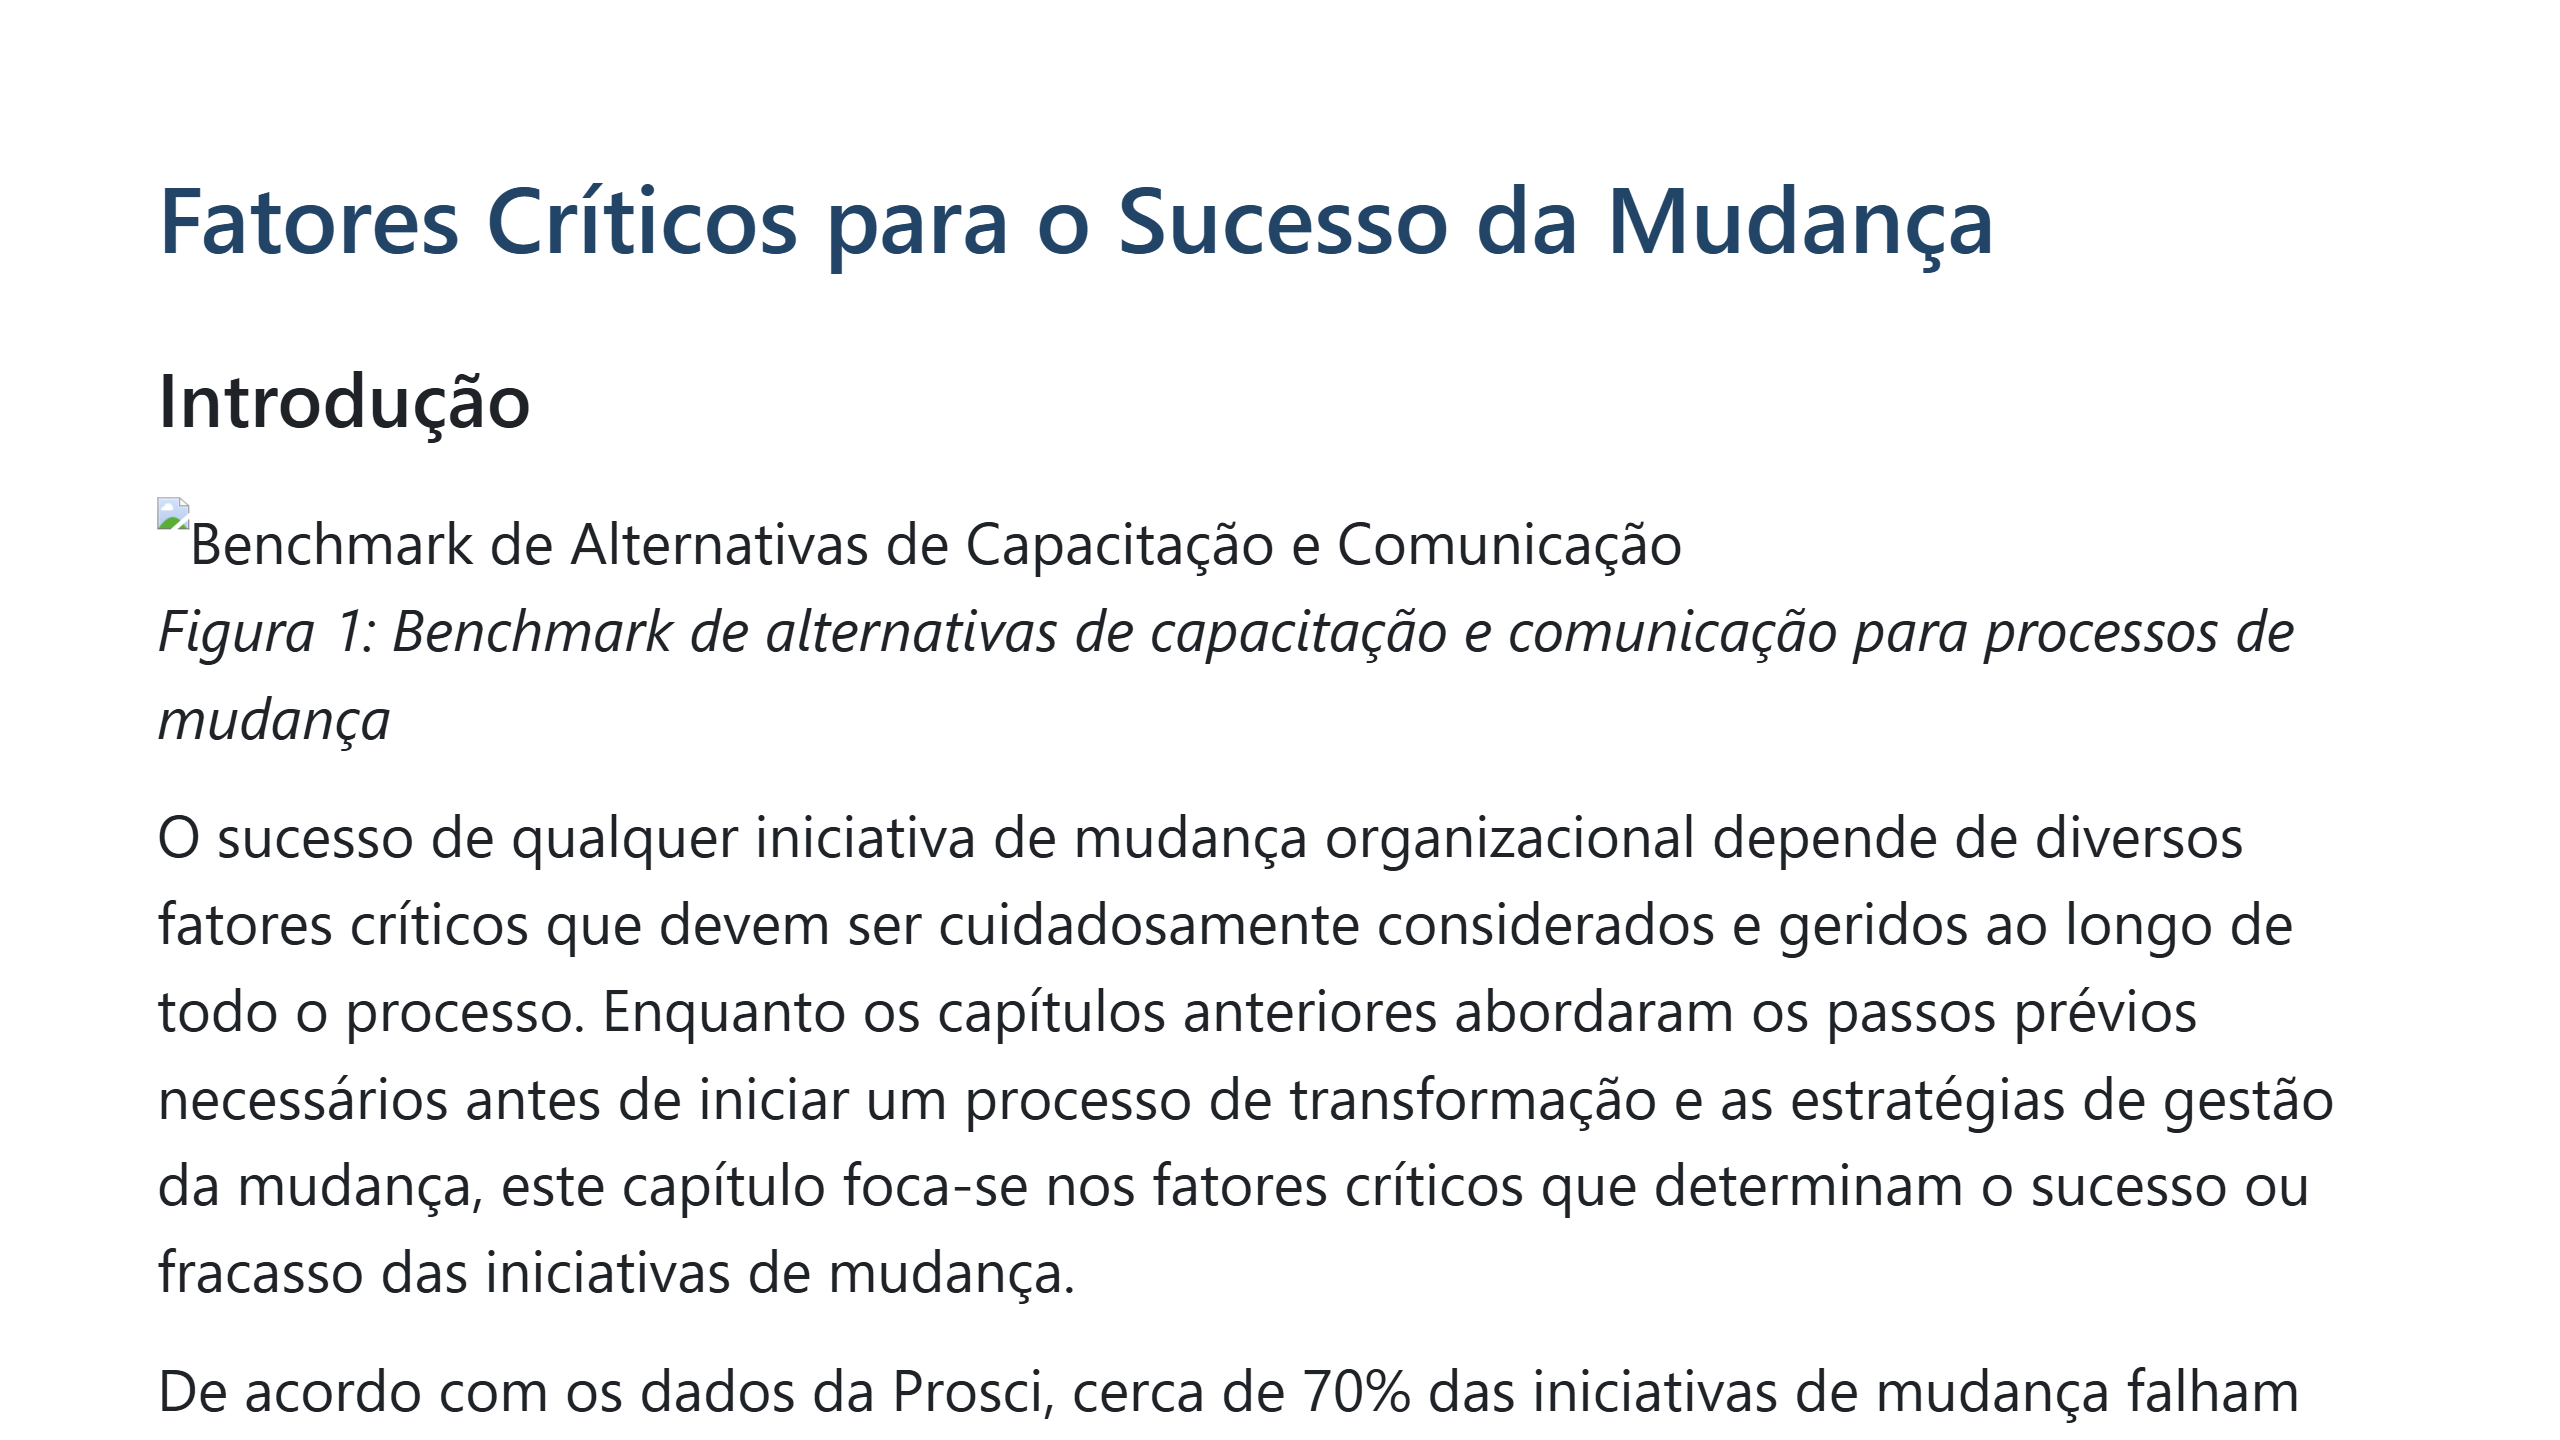 Fatores Críticos para o Sucesso da Mudança
Introdução
Benchmark de Alternativas de Capacitação e Comunicação
Figura 1: Benchmark de alternativas de capacitação e comunicação para processos de
mudança
O sucesso de qualquer iniciativa de mudança organizacional depende de diversos
fatores críticos que devem ser cuidadosamente considerados e geridos ao longo de
todo o processo. Enquanto os capítulos anteriores abordaram os passos prévios
necessários antes de iniciar um processo de transformação e as estratégias de gestão
da mudança, este capítulo foca-se nos fatores críticos que determinam o sucesso ou
fracasso das iniciativas de mudança.
De acordo com os dados da Prosci, cerca de 70% das iniciativas de mudança falham